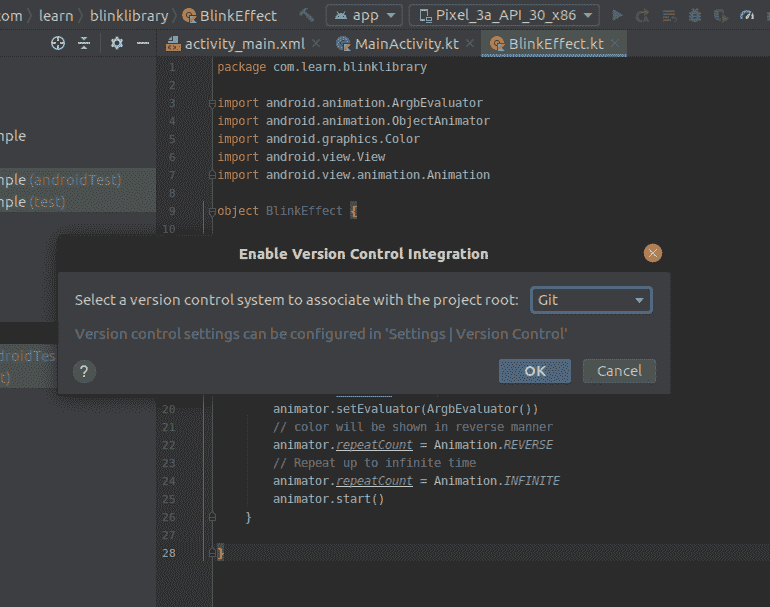 om learn blinklibrary BlinkEffect app Pixel_3a_API_30_x86
activity_main.xml MainActivity.kt BlinkEffect.kt
1 package com.learn.blinklibrary
2
3 import android.animation.ArgbEvaluator
4 import android.animation.ObjectAnimator
5 import android.graphics.Color
6 import android.view.View
7 import android.view.animation.Animation
8
9 object BlinkEffect {
10
mple
mple (androidTest)
mple (test)
Enable Version Control Integration
Select a version control system to associate with the project root: Git
Version control settings can be configured in 'Settings | Version Control'
? OK Cancel
droidTes
t)
20 animator.setEvaluator(ArgbEvaluator())
21 // color will be shown in reverse manner
22 animator.repeatCount = Animation.REVERSE
23 // Repeat up to infinite time
24 animator.repeatCount = Animation.INFINITE
25 animator.start()
26 }
27
28 }